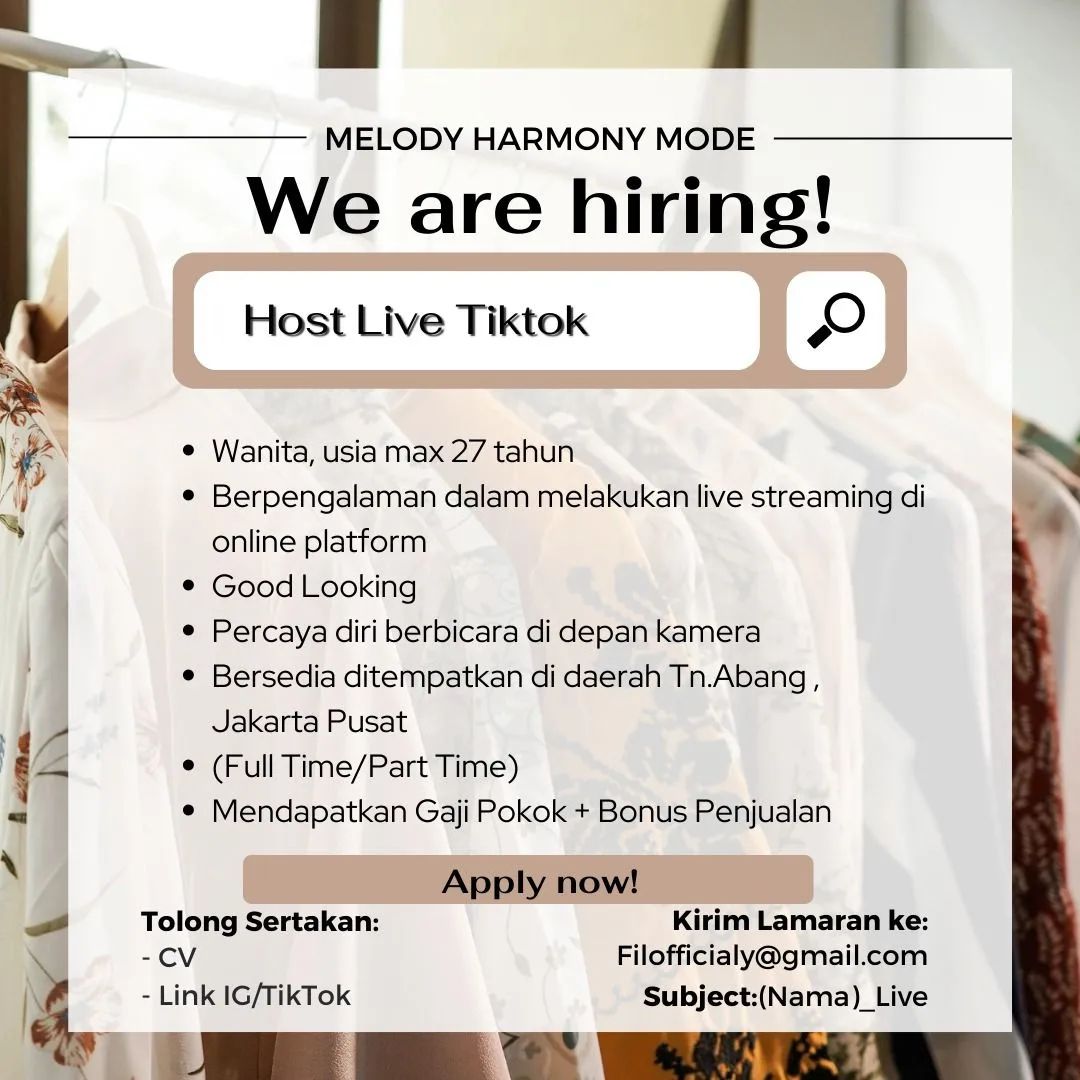 MELODY HARMONY MODE
We are hiring!
Host Live Tiktok
• Wanita, usia max 27 tahun
• Berpengalaman dalam melakukan live streaming di
online platform
• Good Looking
• Percaya diri berbicara di depan kamera
• Bersedia ditempatkan di daerah Tn.Abang ,
Jakarta Pusat
• (Full Time/Part Time)
• Mendapatkan Gaji Pokok + Bonus Penjualan
Apply now!
Tolong Sertakan:
- CV
- Link IG/TikTok
Kirim Lamaran ke:
Filofficialy@gmail.com
Subject:(Nama)_Live